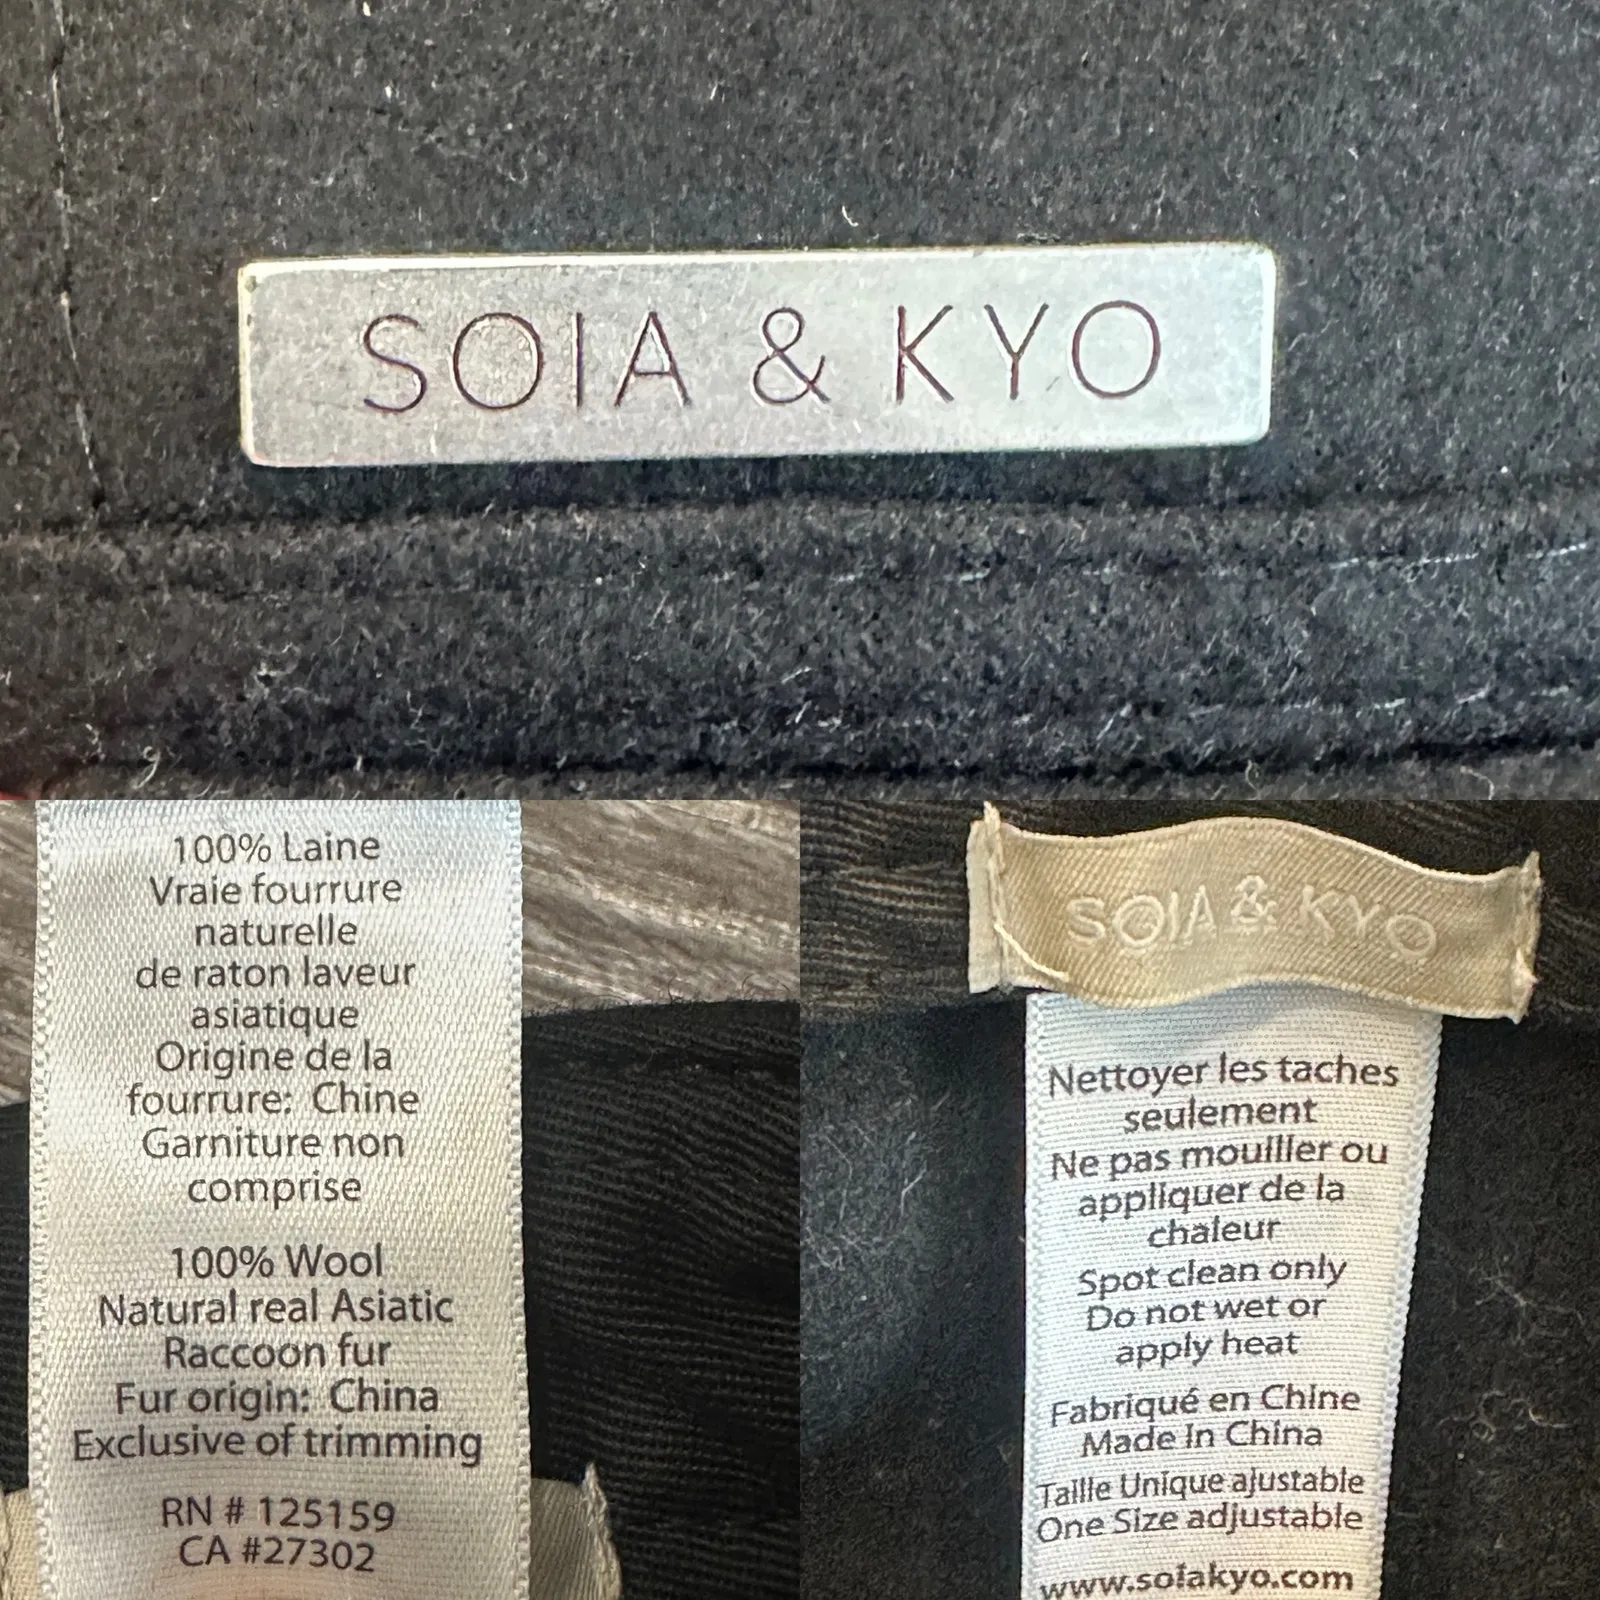 SOIA & KYO
100% Laine
Vraie fourrure
naturelle
de raton laveur
asiatique
Origine de la
fourrure: Chine
Garniture non
comprise
100% Wool
Natural real Asiatic
Raccoon fur
Fur origin: China
Exclusive of trimming
RN # 125159
CA #27302
SOIA & KYO
Nettoyer les taches
seulement
Ne pas mouiller ou
appliquer de la
chaleur
Spot clean only
Do not wet or
apply heat
Fabriqué en Chine
Made In China
Taille Unique ajustable
One Size adjustable
www.soiakyo.com